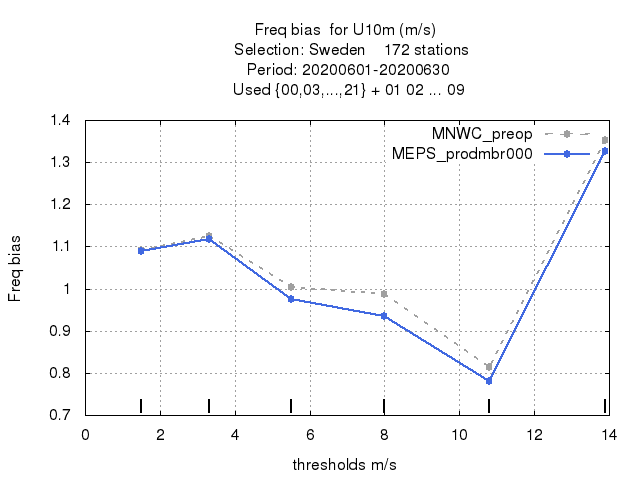 Freq bias  for U10m (m/s)
Selection: Sweden    172 stations
Period: 20200601-20200630
Used {00,03,...,21} + 01 02 ... 09
MNWC_preop
MEPS_prodmbr000
1.4
1.3
1.2
1.1
1
0.9
0.8
0.7
Freq bias
0 2 4 6 8 10 12 14
thresholds m/s